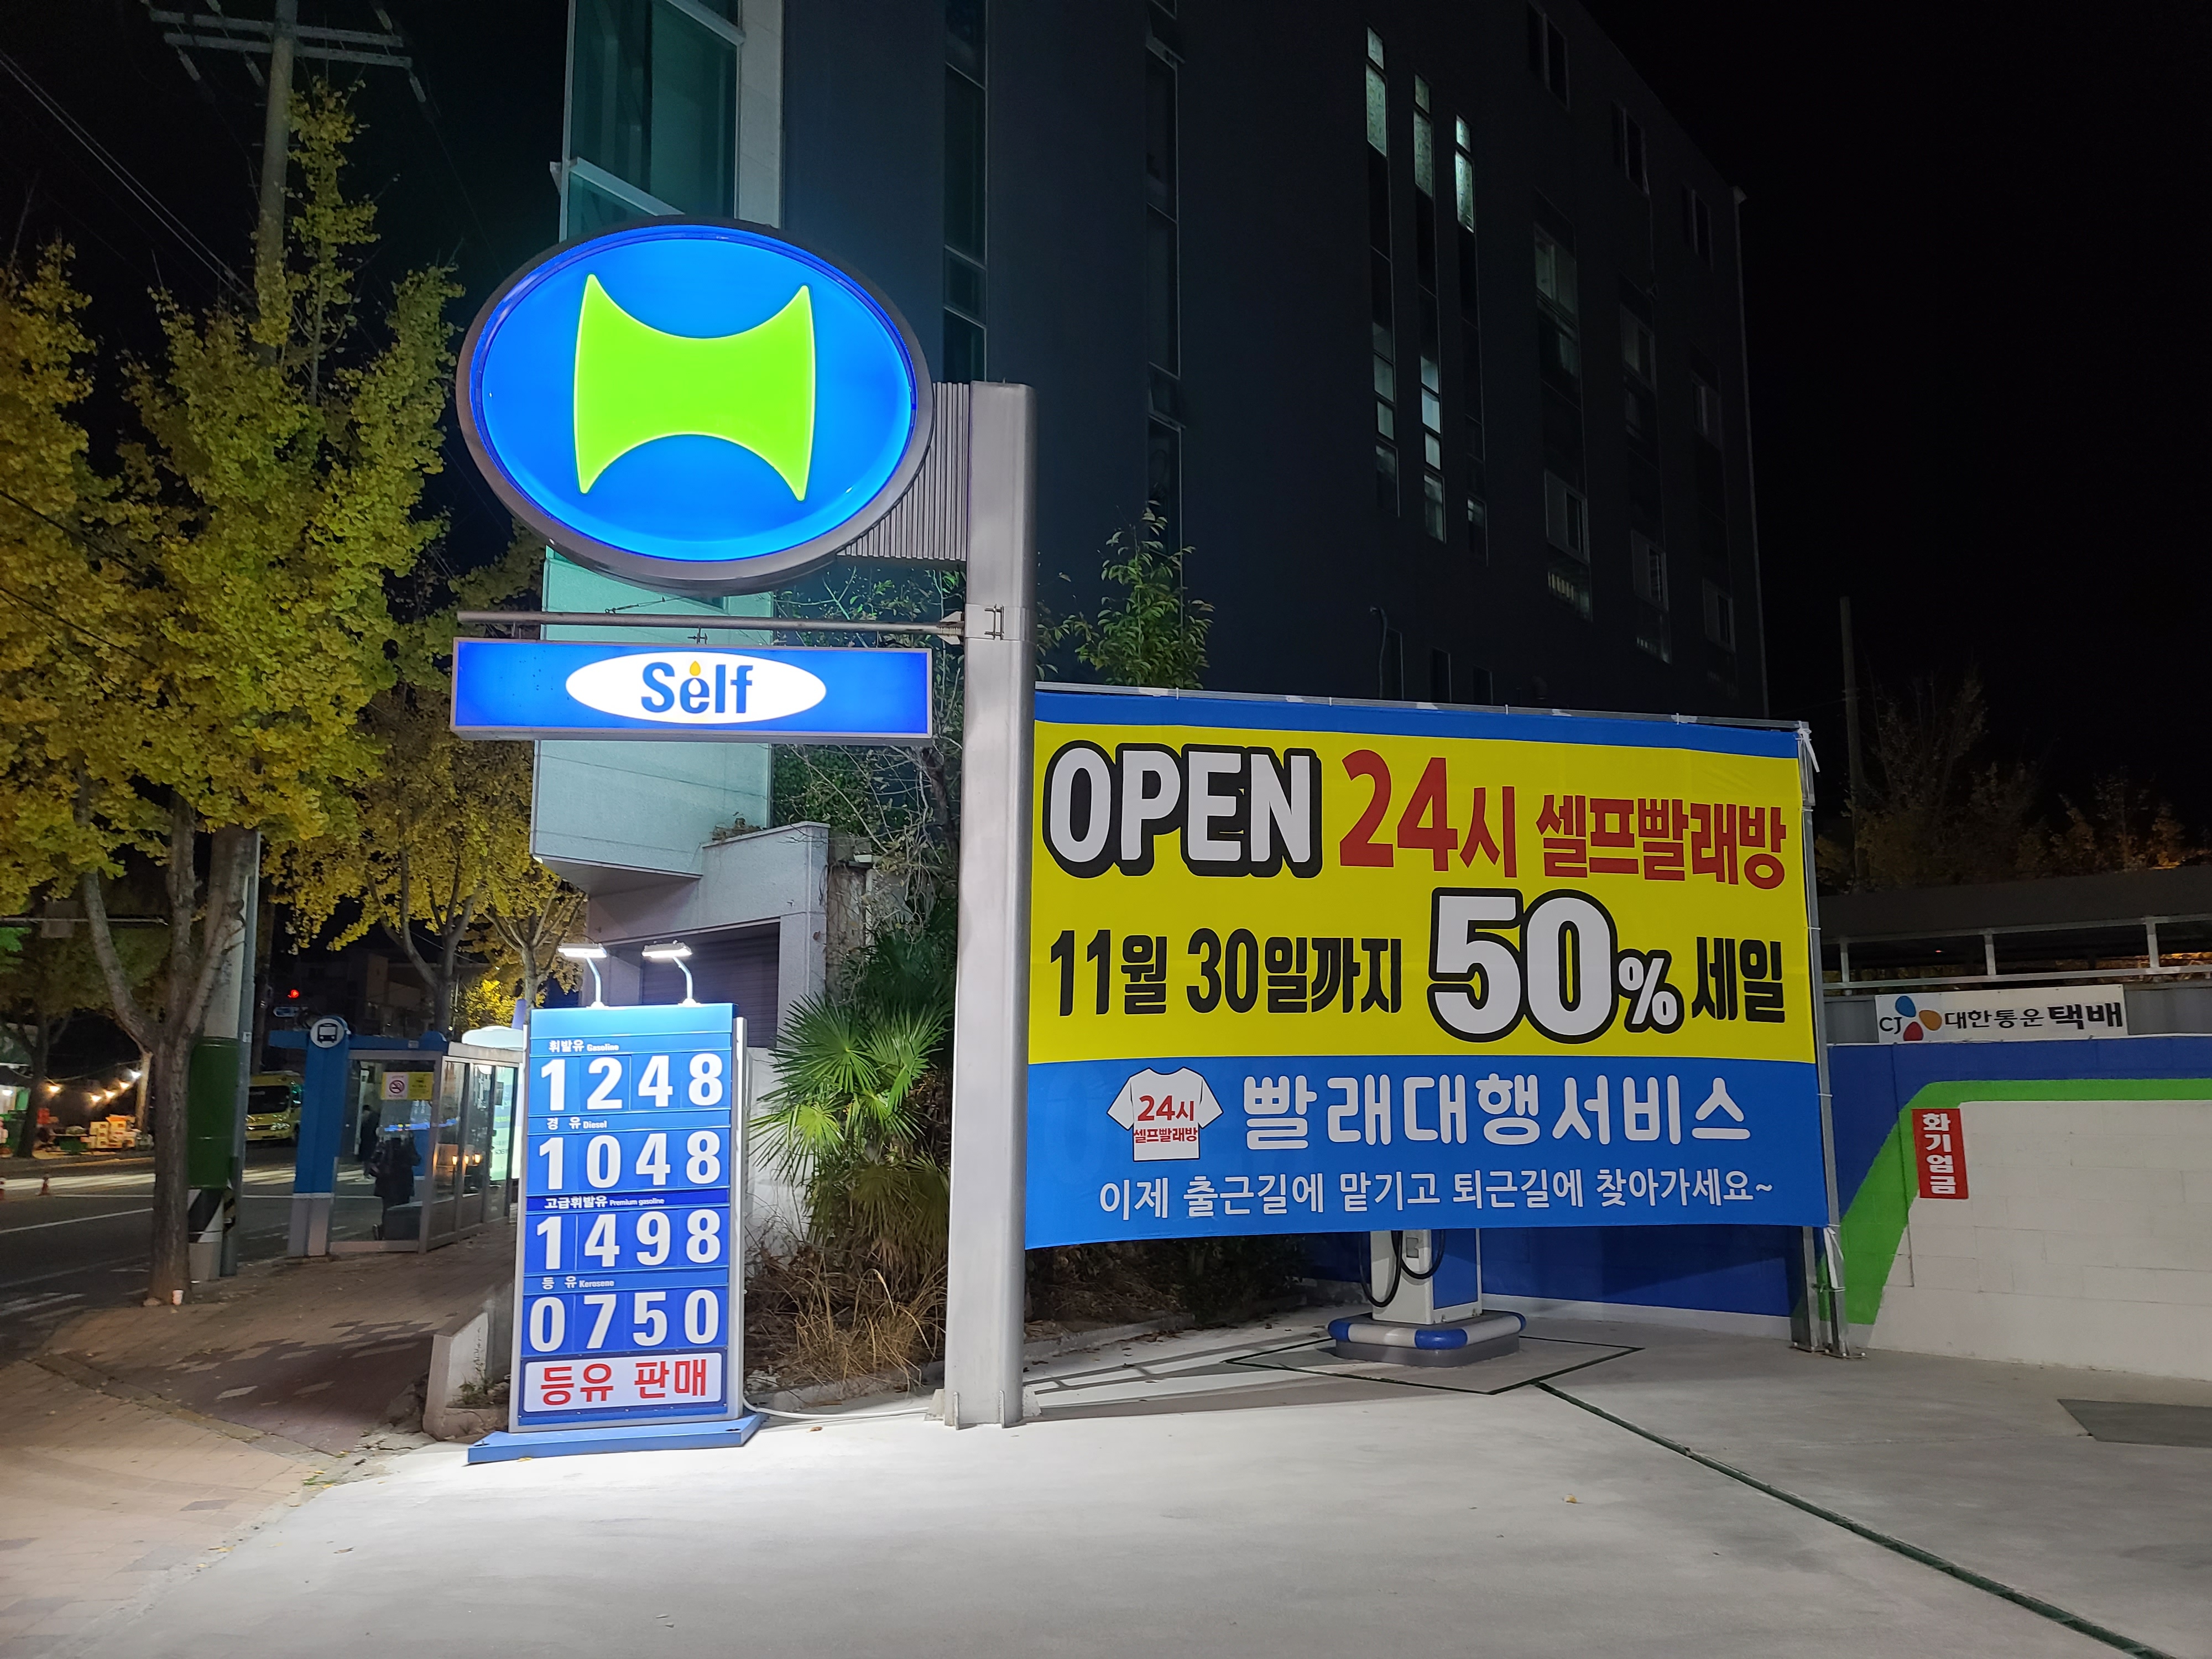 Self
휘발유 Gasoline
1248
경 유 Diesel
1048
고급휘발유 Premium gasoline
1498
등 유 Kerosene
0750
등유 판매
OPEN 24시 셀프빨래방
11월 30일까지 50% 세일
24시
셀프빨래방
빨래대행서비스
이제 출근길에 맡기고 퇴근길에 찾아가세요~
CJ대한통운 택배
화기엄금